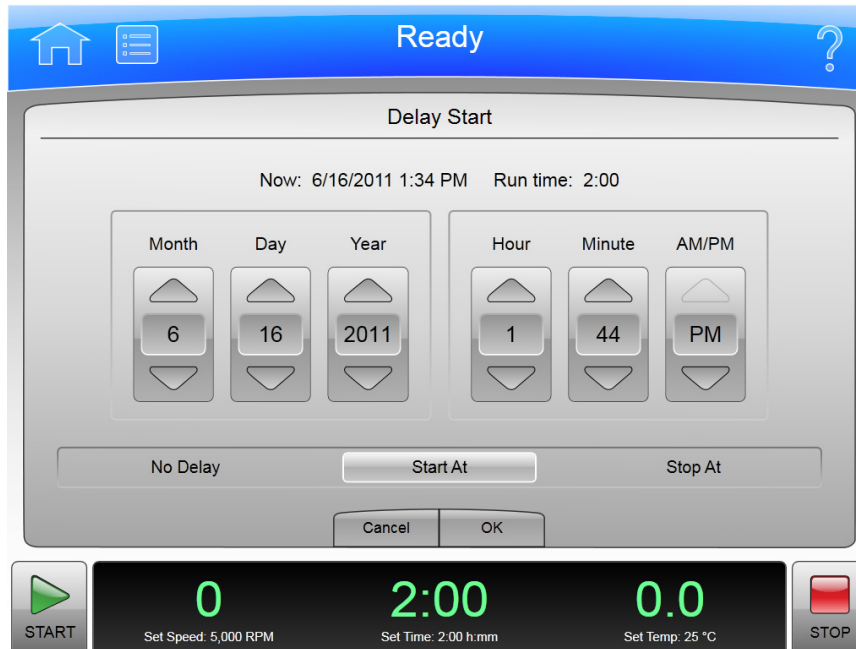 Ready
?
Delay Start
Now: 6/16/2011 1:34 PM Run time: 2:00
Month Day Year Hour Minute AM/PM
6 16 2011 1 44 PM
No Delay Start At Stop At
Cancel OK
0 2:00 0.0
START Set Speed: 5,000 RPM Set Time: 2:00 h:mm Set Temp: 25 °C STOP